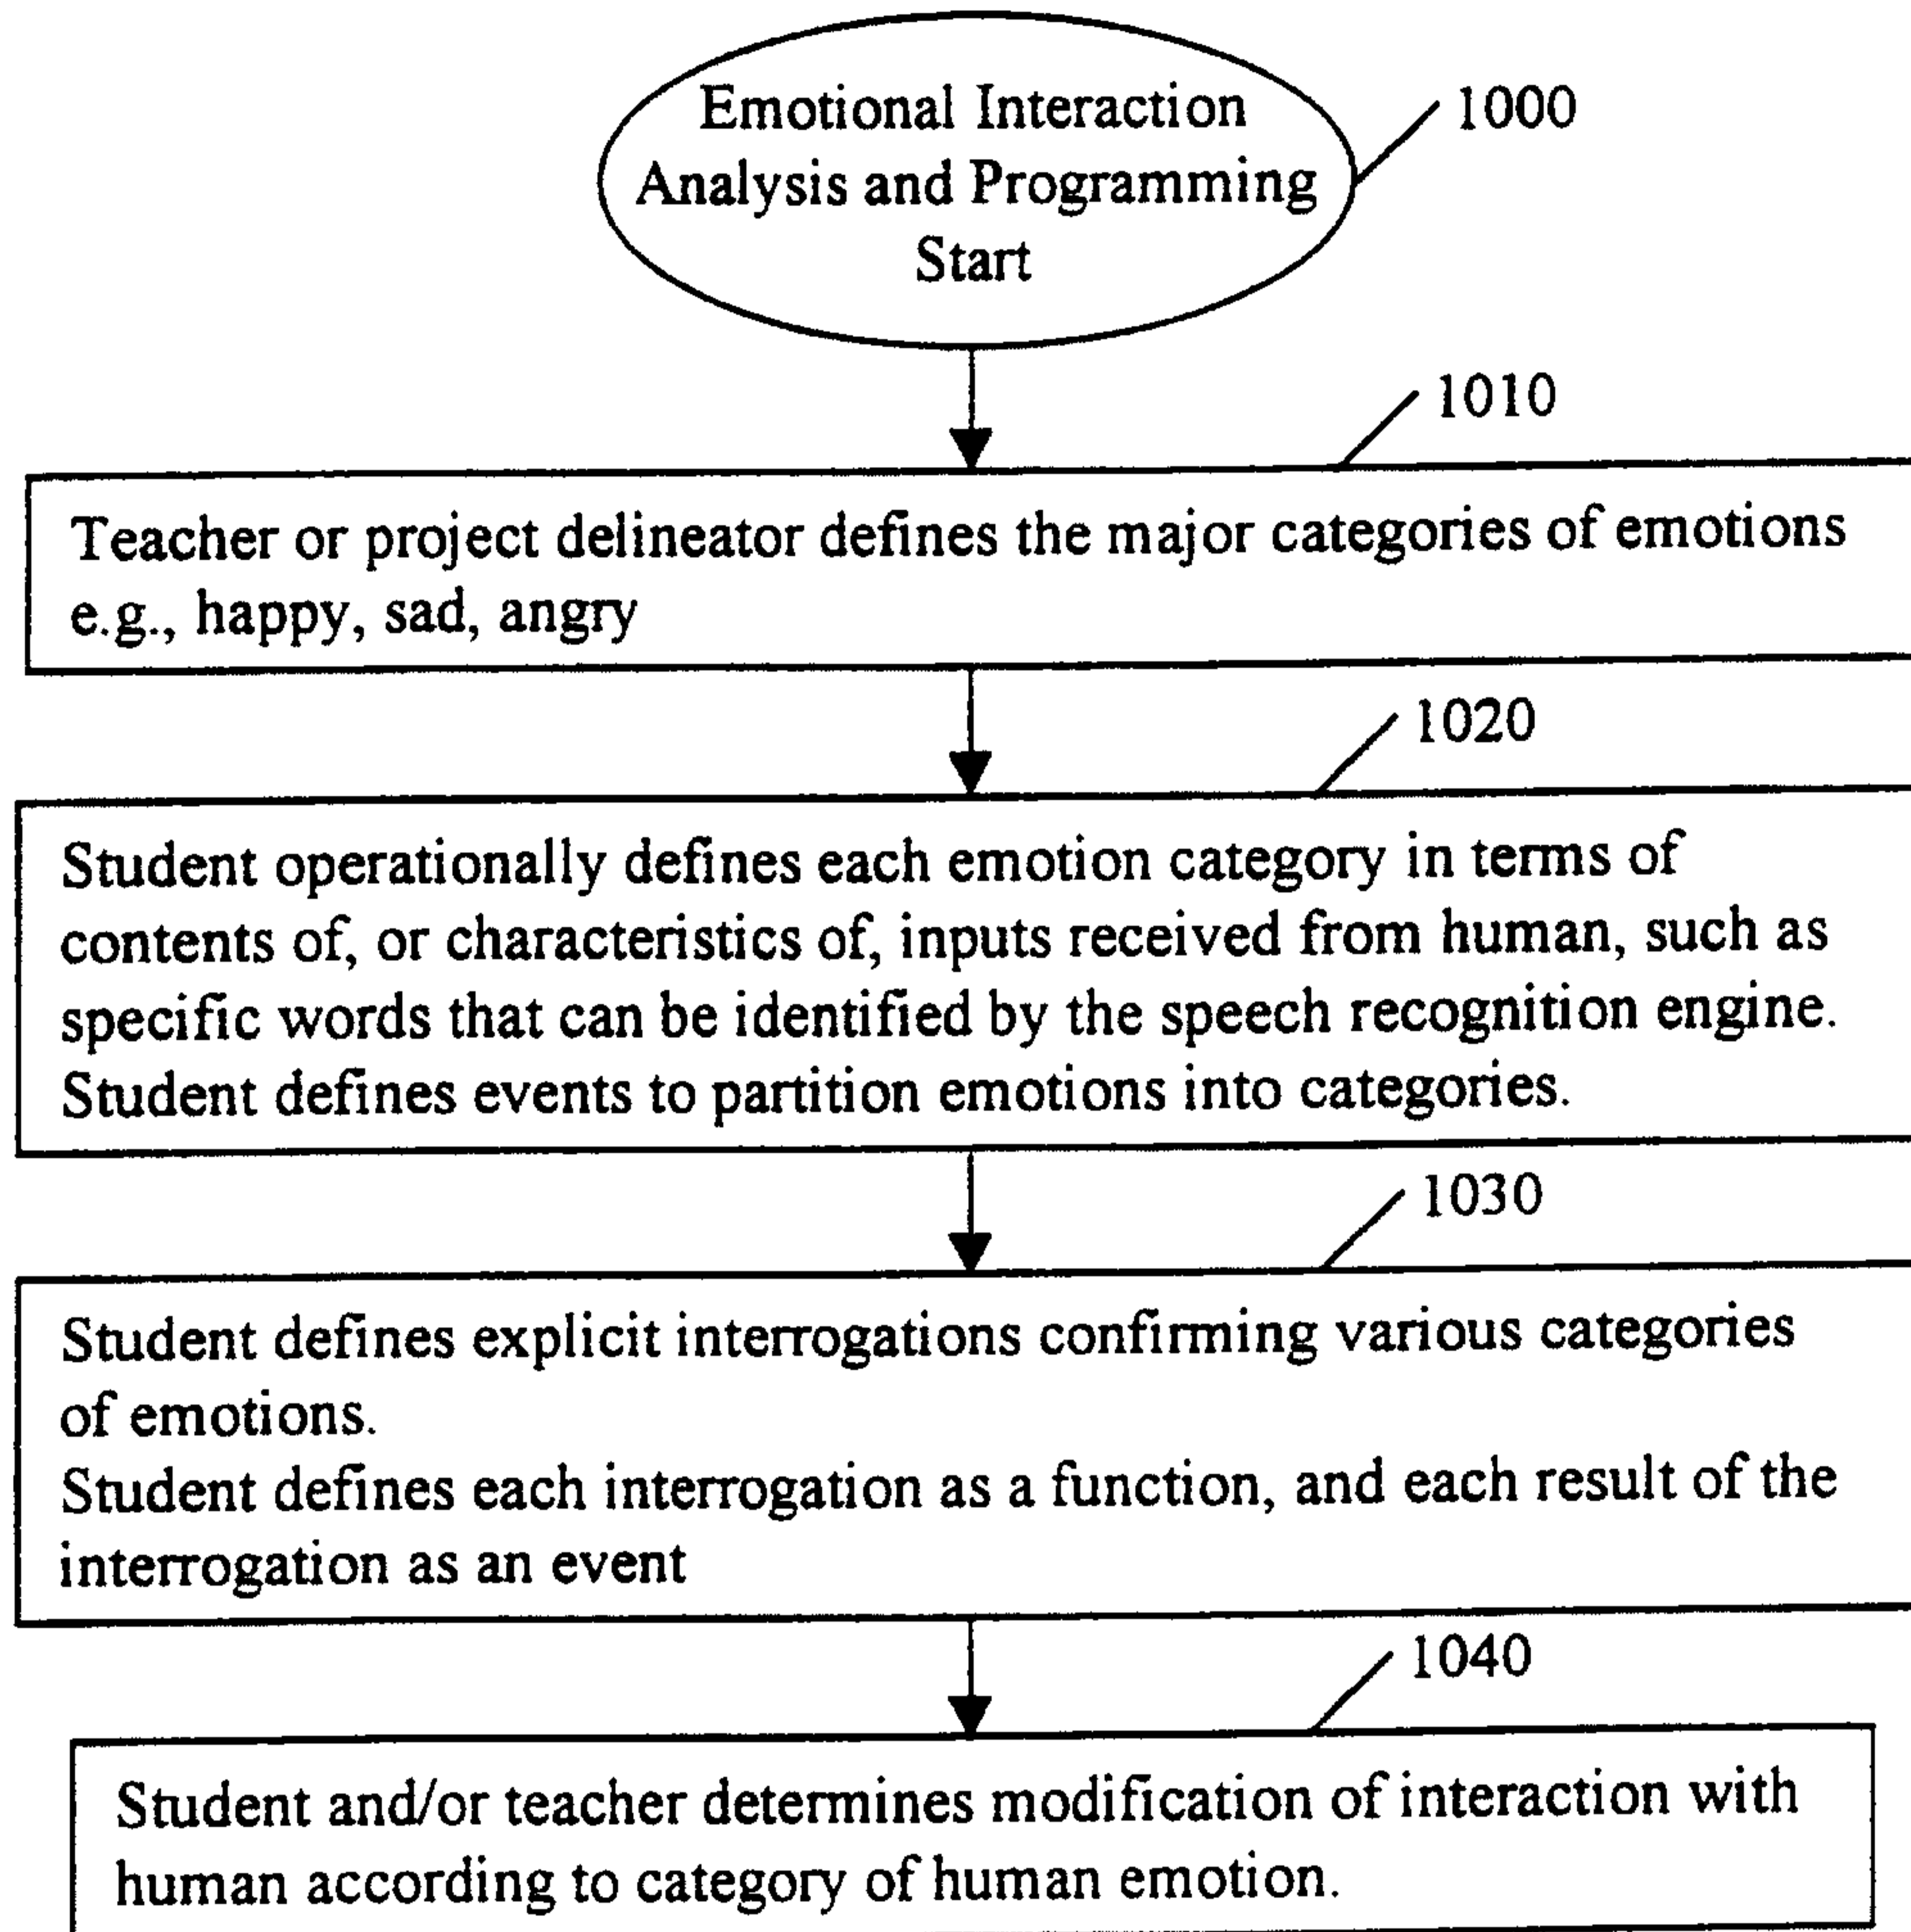 Emotional Interaction
Analysis and Programming
Start
1000
1010
Teacher or project delineator defines the major categories of emotions
e.g., happy, sad, angry
1020
Student operationally defines each emotion category in terms of
contents of, or characteristics of, inputs received from human, such as
specific words that can be identified by the speech recognition engine.
Student defines events to partition emotions into categories.
1030
Student defines explicit interrogations confirming various categories
of emotions.
Student defines each interrogation as a function, and each result of the
interrogation as an event
1040
Student and/or teacher determines modification of interaction with
human according to category of human emotion.